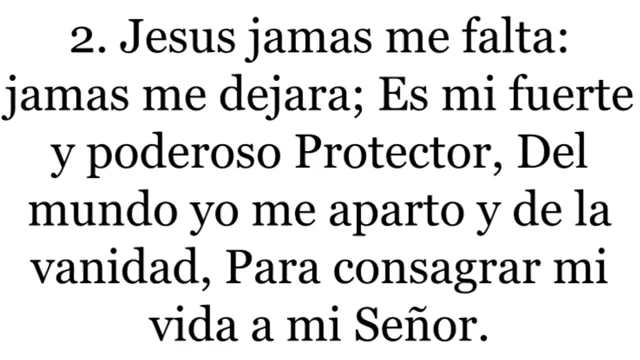 2. Jesus jamas me falta:
jamas me dejara; Es mi fuerte
y poderoso Protector, Del
mundo yo me aparto y de la
vanidad, Para consagrar mi
vida a mi Señor.